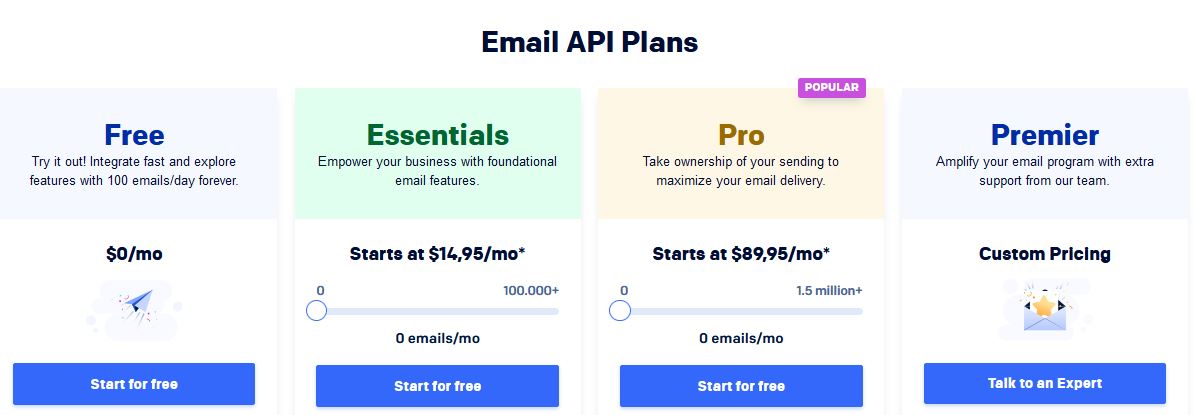 Email API Plans
POPULAR
Free
Try it out! Integrate fast and explore
features with 100 emails/day forever.
$0/mo
Start for free
Essentials
Empower your business with foundational
email features.
Starts at $14,95/mo*
0 100.000+
0 emails/mo
Start for free
Pro
Take ownership of your sending to
maximize your email delivery.
Starts at $89,95/mo*
0 1.5 million+
0 emails/mo
Start for free
Premier
Amplify your email program with extra
support from our team.
Custom Pricing
Talk to an Expert